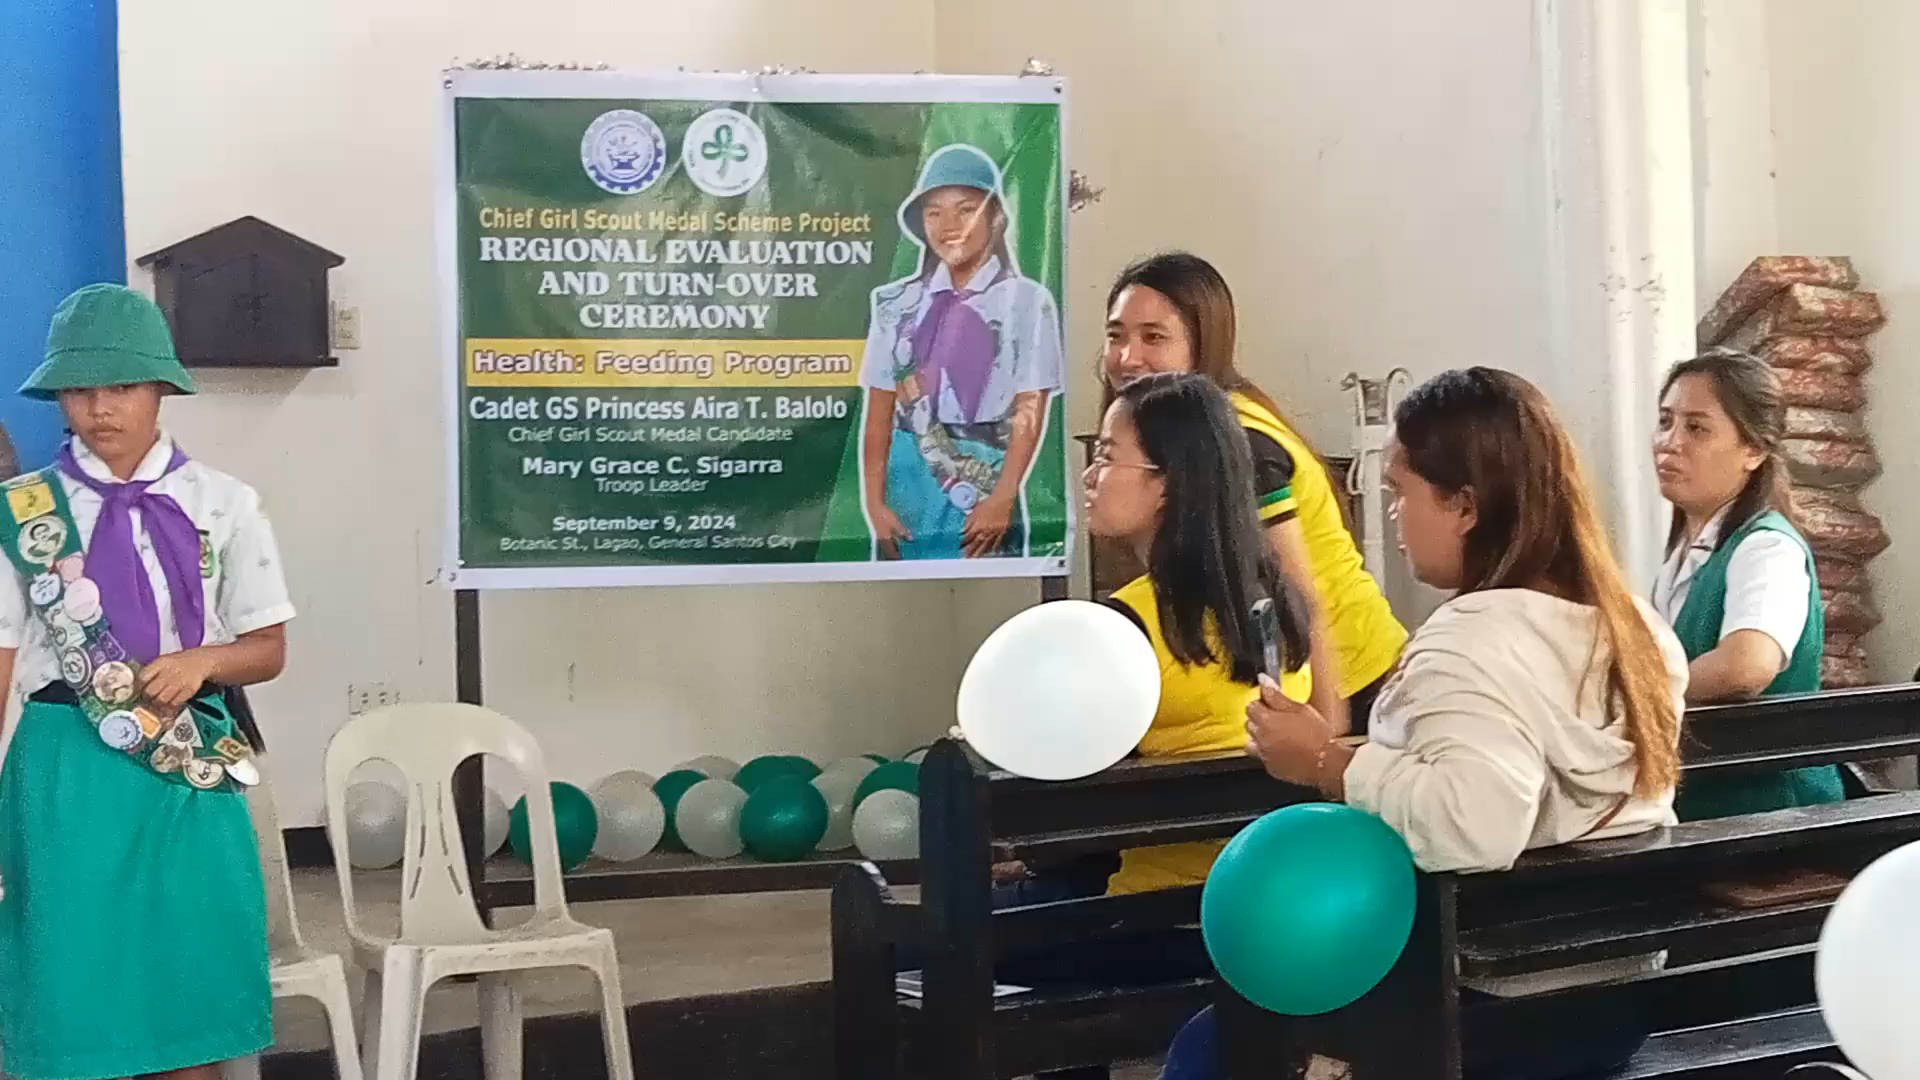 Chief Girl Scout Medal Scheme Project
REGIONAL EVALUATION
AND TURN-OVER
CEREMONY
Health: Feeding Program
Cadet GS Princess Aira T. Balolo
Chief Girl Scout Medal Candidate
Mary Grace C. Sigarra
Troop Leader
September 9, 2024
Botanic St., Lagao, General Santos City